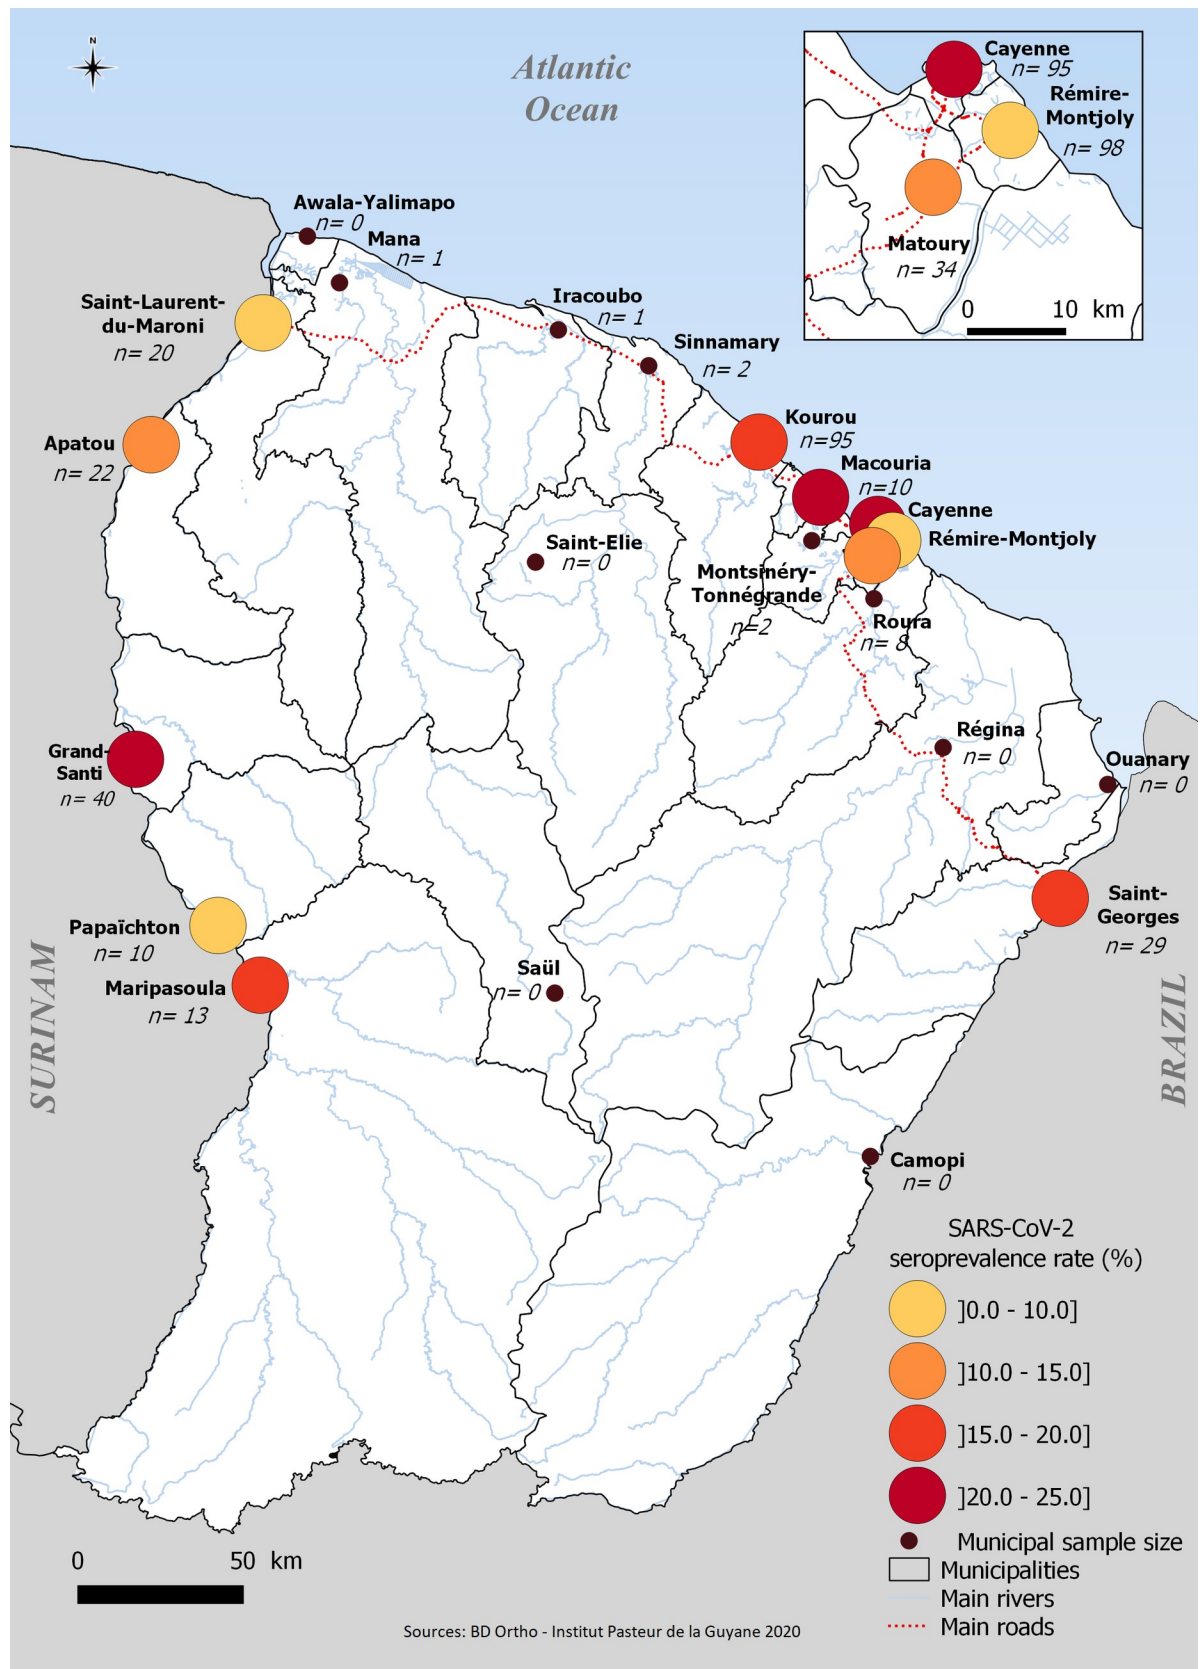 N
Atlantic
Ocean
Cayenne
n= 95
Rémire-
Montjoly
n= 98
Matoury
n= 34
0 10 km
Awala-Yalimapo
n= 0
Mana
n= 1
Saint-Laurent-
du-Maroni
n= 20
Iracoubo
n= 1
Sinnamary
n= 2
Apatou
n= 22
Kourou
n=95
Macouria
n=10
Cayenne
Rémire-Montjoly
Saint-Elie
n= 0
Montsinéry-
Tonnégrande
n=2
Roura
n= 8
Grand-
Santi
n= 40
Régina
n= 0
Ouanary
n= 0
Papaïchton
n= 10
Maripasoula
n= 13
Saül
n= 0
Saint-
Georges
n= 29
SURINAM
BRAZIL
Camopi
n= 0
SARS-CoV-2
seroprevalence rate (%)
]0.0 - 10.0]
]10.0 - 15.0]
]15.0 - 20.0]
]20.0 - 25.0]
Municipal sample size
Municipalities
Main rivers
Main roads
0 50 km
Sources: BD Ortho - Institut Pasteur de la Guyane 2020